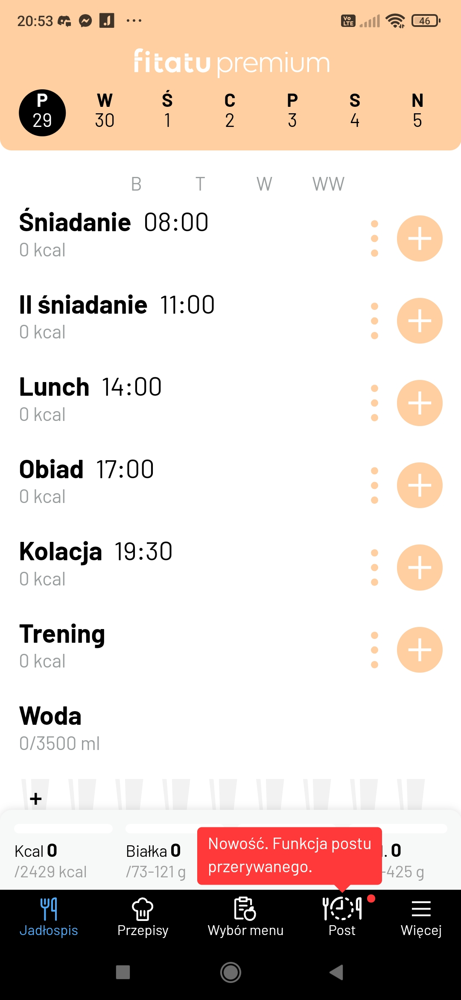 20:53
Vo LTE
46
fitatu premium
P W Ś C P S N
29 30 1 2 3 4 5
B T W WW
Śniadanie 08:00
0 kcal
II śniadanie 11:00
0 kcal
Lunch 14:00
0 kcal
Obiad 17:00
0 kcal
Kolacja 19:30
0 kcal
Trening
0 kcal
Woda
0/3500 ml
+
Kcal 0
/2429 kcal
Białka 0
/73-121 g
Nowość. Funkcja postu
przerywanego.
. 0
-425 g
Jadłospis
Przepisy
Wybór menu
Post
Więcej